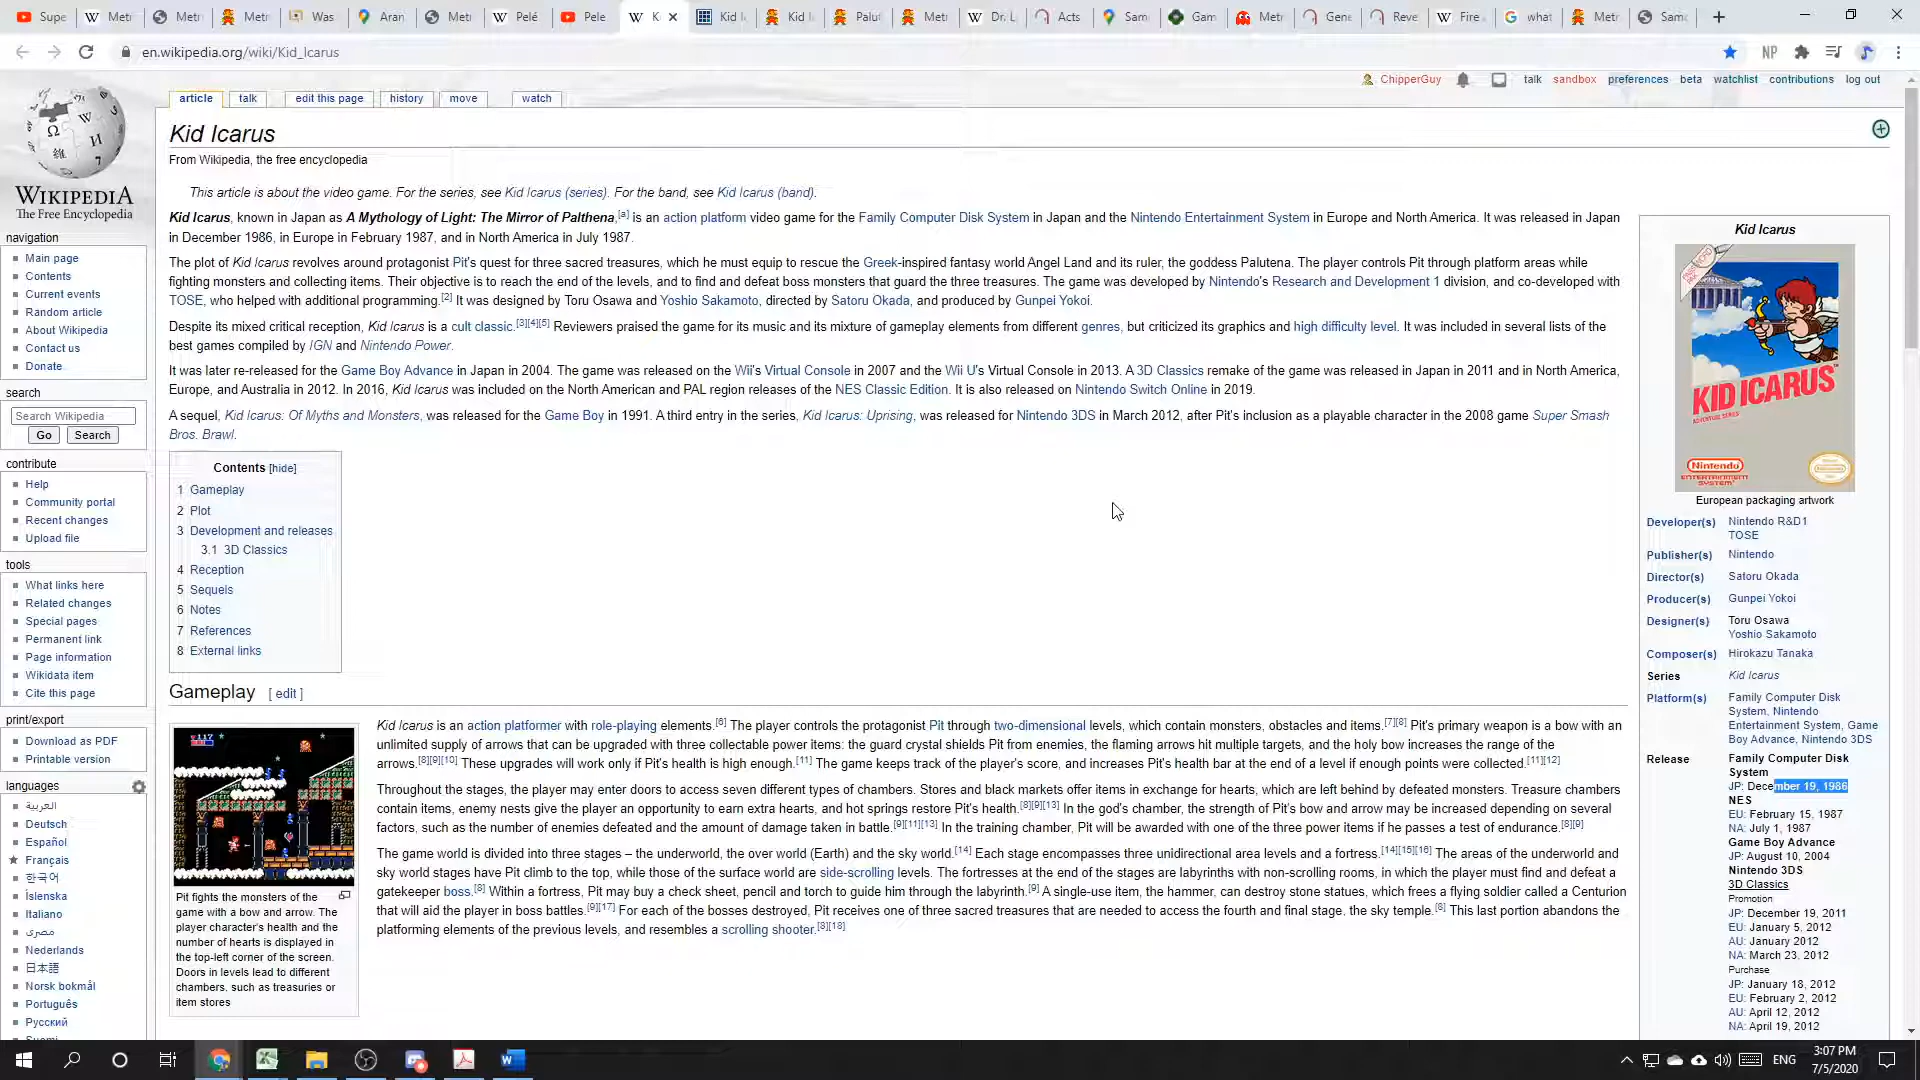 Supe
Metr
Metr
Metr
Was
Aran
Metr
Pelé
Pele
K
Kid I
Kid I
Palut
Metr
Dr. L
Acts
Sam
Gam
Metr
Gene
Reve
Fire
what
Metr
Sam
en.wikipedia.org/wiki/Kid_Icarus
NP
ChipperGuy talk sandbox preferences beta watchlist contributions log out
article talk edit this page history move watch
WIKIPEDIA
The Free Encyclopedia
navigation
Main page
Contents
Current events
Random article
About Wikipedia
Contact us
Donate
search
Search Wikipedia
Go Search
contribute
Help
Community portal
Recent changes
Upload file
tools
What links here
Related changes
Special pages
Permanent link
Page information
Wikidata item
Cite this page
print/export
Download as PDF
Printable version
languages
العربية
Deutsch
Español
Français
한국어
Íslenska
Italiano
مصرى
Nederlands
日本語
Norsk bokmål
Português
Русский
Suomi
Kid Icarus
From Wikipedia, the free encyclopedia
This article is about the video game. For the series, see Kid Icarus (series). For the band, see Kid Icarus (band).
Kid Icarus, known in Japan as A Mythology of Light: The Mirror of Palthena,[a] is an action platform video game for the Family Computer Disk System in Japan and the Nintendo Entertainment System in Europe and North America. It was released in Japan
in December 1986, in Europe in February 1987, and in North America in July 1987.
The plot of Kid Icarus revolves around protagonist Pit's quest for three sacred treasures, which he must equip to rescue the Greek-inspired fantasy world Angel Land and its ruler, the goddess Palutena. The player controls Pit through platform areas while
fighting monsters and collecting items. Their objective is to reach the end of the levels, and to find and defeat boss monsters that guard the three treasures. The game was developed by Nintendo's Research and Development 1 division, and co-developed with
TOSE, who helped with additional programming.[2] It was designed by Toru Osawa and Yoshio Sakamoto, directed by Satoru Okada, and produced by Gunpei Yokoi.
Despite its mixed critical reception, Kid Icarus is a cult classic.[3][4][5] Reviewers praised the game for its music and its mixture of gameplay elements from different genres, but criticized its graphics and high difficulty level. It was included in several lists of the
best games compiled by IGN and Nintendo Power.
It was later re-released for the Game Boy Advance in Japan in 2004. The game was released on the Wii's Virtual Console in 2007 and the Wii U's Virtual Console in 2013. A 3D Classics remake of the game was released in Japan in 2011 and in North America,
Europe, and Australia in 2012. In 2016, Kid Icarus was included on the North American and PAL region releases of the NES Classic Edition. It is also released on Nintendo Switch Online in 2019.
A sequel, Kid Icarus: Of Myths and Monsters, was released for the Game Boy in 1991. A third entry in the series, Kid Icarus: Uprising, was released for Nintendo 3DS in March 2012, after Pit's inclusion as a playable character in the 2008 game Super Smash
Bros. Brawl.
Contents [hide]
1 Gameplay
2 Plot
3 Development and releases
3.1 3D Classics
4 Reception
5 Sequels
6 Notes
7 References
8 External links
Gameplay [ edit ]
117
Pit fights the monsters of the
game with a bow and arrow. The
player character's health and the
number of hearts is displayed in
the top-left corner of the screen.
Doors in levels lead to different
chambers, such as treasuries or
item stores
Kid Icarus is an action platformer with role-playing elements.[6] The player controls the protagonist Pit through two-dimensional levels, which contain monsters, obstacles and items.[7][8] Pit's primary weapon is a bow with an
unlimited supply of arrows that can be upgraded with three collectable power items: the guard crystal shields Pit from enemies, the flaming arrows hit multiple targets, and the holy bow increases the range of the
arrows.[8][9][10] These upgrades will work only if Pit's health is high enough.[11] The game keeps track of the player's score, and increases Pit's health bar at the end of a level if enough points were collected.[11][12]
Throughout the stages, the player may enter doors to access seven different types of chambers. Stores and black markets offer items in exchange for hearts, which are left behind by defeated monsters. Treasure chambers
contain items, enemy nests give the player an opportunity to earn extra hearts, and hot springs restore Pit's health.[8][9][13] In the god's chamber, the strength of Pit's bow and arrow may be increased depending on several
factors, such as the number of enemies defeated and the amount of damage taken in battle.[9][11][13] In the training chamber, Pit will be awarded with one of the three power items if he passes a test of endurance.[8][9]
The game world is divided into three stages – the underworld, the over world (Earth) and the sky world.[14] Each stage encompasses three unidirectional area levels and a fortress.[14][15][16] The areas of the underworld and
sky world stages have Pit climb to the top, while those of the surface world are side-scrolling levels. The fortresses at the end of the stages are labyrinths with non-scrolling rooms, in which the player must find and defeat a
gatekeeper boss.[8] Within a fortress, Pit may buy a check sheet, pencil and torch to guide him through the labyrinth.[9] A single-use item, the hammer, can destroy stone statues, which frees a flying soldier called a Centurion
that will aid the player in boss battles.[9][17] For each of the bosses destroyed, Pit receives one of three sacred treasures that are needed to access the fourth and final stage, the sky temple.[8] This last portion abandons the
platforming elements of the previous levels, and resembles a scrolling shooter.[8][18]
Kid Icarus
KID ICARUS
ADVENTURE SERIES
Nintendo
ENTERTAINMENT
SYSTEM
European packaging artwork
Developer(s) Nintendo R&D1
TOSE
Publisher(s) Nintendo
Director(s) Satoru Okada
Producer(s) Gunpei Yokoi
Designer(s) Toru Osawa
Yoshio Sakamoto
Composer(s) Hirokazu Tanaka
Series Kid Icarus
Platform(s) Family Computer Disk
System, Nintendo
Entertainment System, Game
Boy Advance, Nintendo 3DS
Release Family Computer Disk
System
JP: December 19, 1986
NES
EU: February 15, 1987
NA: July 1, 1987
Game Boy Advance
JP: August 10, 2004
Nintendo 3DS
3D Classics
Promotion
JP: December 19, 2011
EU: January 5, 2012
AU: January 2012
NA: March 23, 2012
Purchase
JP: January 18, 2012
EU: February 2, 2012
AU: April 12, 2012
NA: April 19, 2012
ENG
3:07 PM
7/5/2020